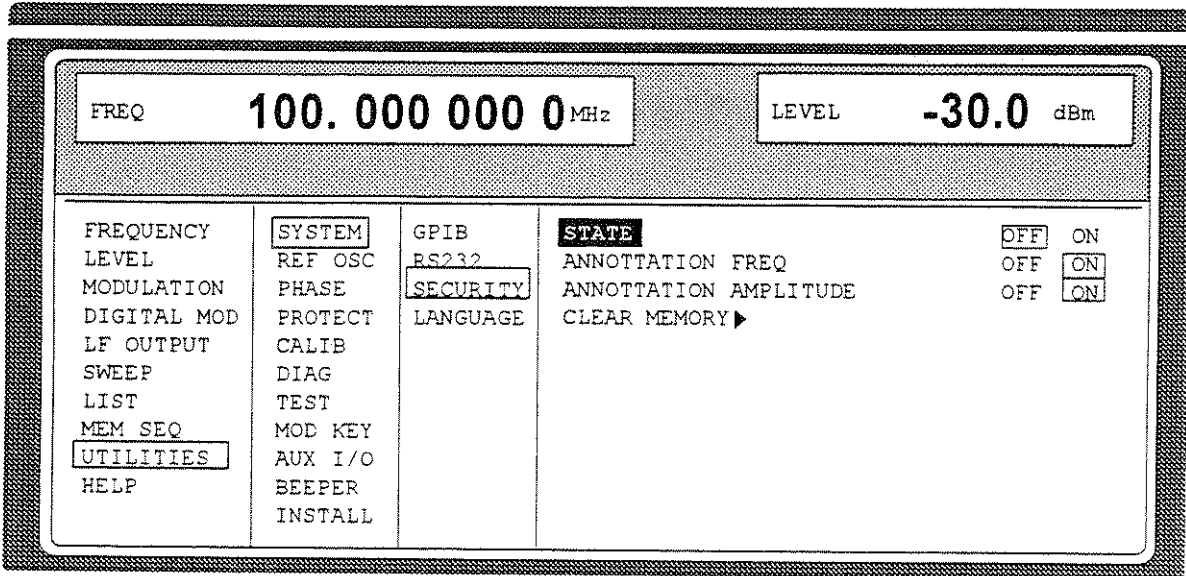 FREQ 100. 000 000 0 MHz LEVEL -30.0 dBm
FREQUENCY
LEVEL
MODULATION
DIGITAL MOD
LF OUTPUT
SWEEP
LIST
MEM SEQ
UTILITIES
HELP
SYSTEM
REF OSC
PHASE
PROTECT
CALIB
DIAG
TEST
MOD KEY
AUX I/O
BEEPER
INSTALL
GPIB
RS232
SECURITY
LANGUAGE
STATE OFF ON
ANNOTTATION FREQ OFF ON
ANNOTTATION AMPLITUDE OFF ON
CLEAR MEMORY▶